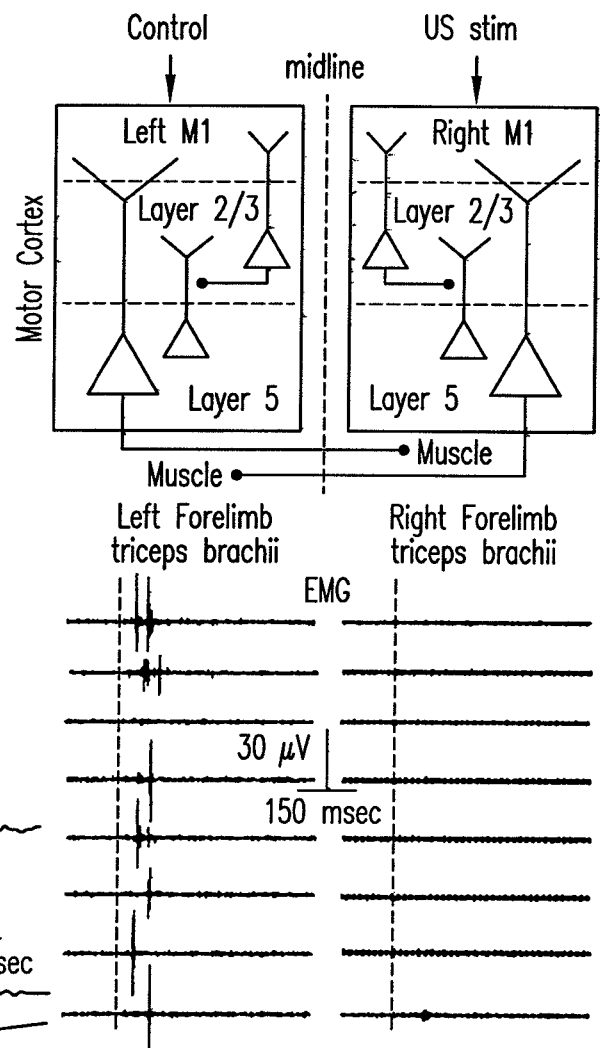 Control
US stim
midline
Left M1
Right M1
Layer 2/3
Layer 2/3
Motor Cortex
Layer 5
Layer 5
Muscle
Muscle
Left Forelimb
triceps brachii
Right Forelimb
triceps brachii
EMG
30 μV
150 msec
sec